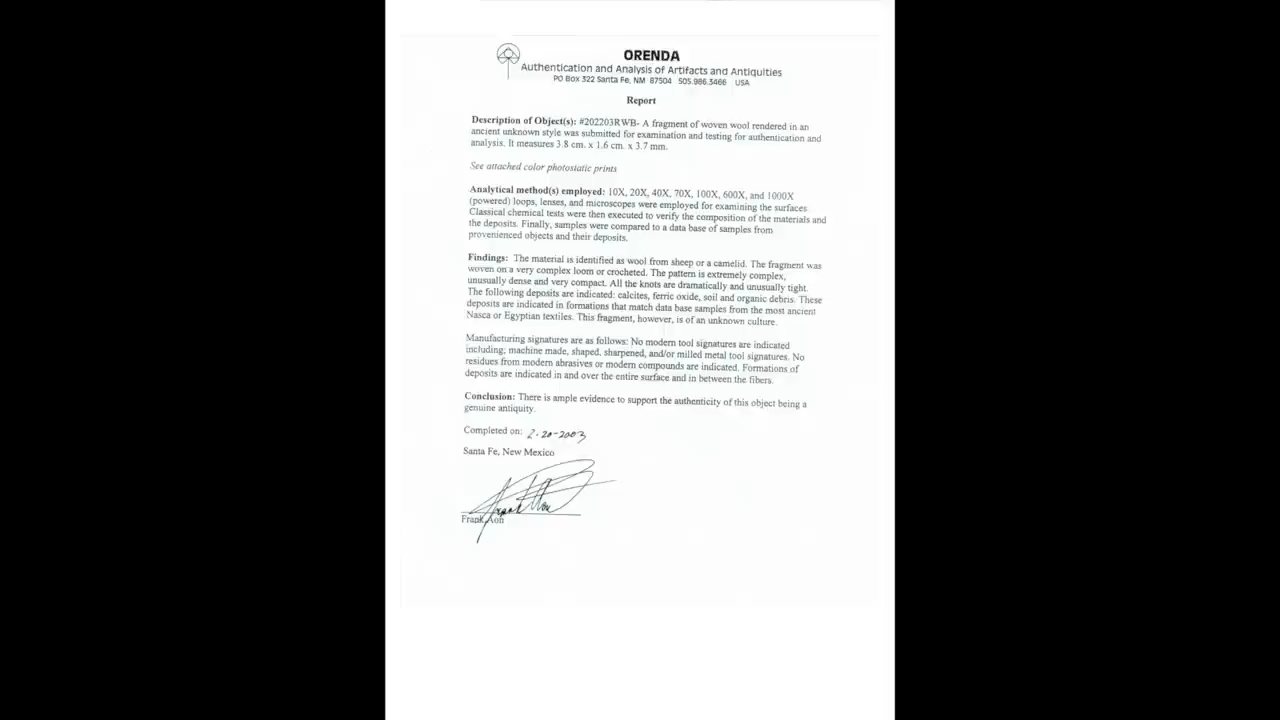 ORENDA
Authentication and Analysis of Artifacts and Antiquities
PO Box 322 Santa Fe, NM 87504 505.986.3466 USA
Report
Description of Object(s): #202203RWB- A fragment of woven wool rendered in an
ancient unknown style was submitted for examination and testing for authentication and
analysis. It measures 3.8 cm. x 1.6 cm. x 3.7 mm.
See attached color photostatic prints
Analytical method(s) employed: 10X, 20X, 40X, 70X, 100X, 600X, and 1000X
(powered) loops, lenses, and microscopes were employed for examining the surfaces.
Classical chemical tests were then executed to verify the composition of the materials and
the deposits. Finally, samples were compared to a data base of samples from
provenienced objects and their deposits.
Findings: The material is identified as wool from sheep or a camelid. The fragment was
woven on a very complex loom or crocheted. The pattern is extremely complex,
unusually dense and very compact. All the knots are dramatically and unusually tight.
The following deposits are indicated: calcites, ferric oxide, soil and organic debris. These
deposits are indicated in formations that match data base samples from the most ancient
Nasca or Egyptian textiles. This fragment, however, is of an unknown culture.
Manufacturing signatures are as follows: No modern tool signatures are indicated
including; machine made, shaped, sharpened, and/or milled metal tool signatures. No
residues from modern abrasives or modern compounds are indicated. Formations of
deposits are indicated in and over the entire surface and in between the fibers.
Conclusion: There is ample evidence to support the authenticity of this object being a
genuine antiquity.
Completed on: 2-20-2003
Santa Fe, New Mexico
Frank Aon